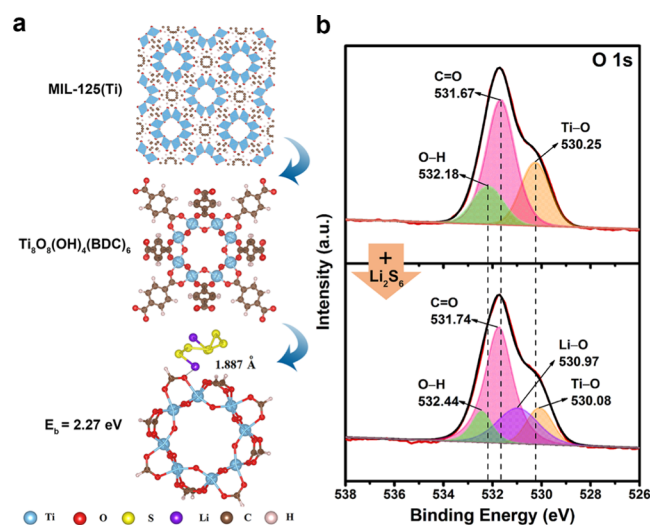 a
MIL-125(Ti)
Ti₈O₈(OH)₄(BDC)₆
1.887 Å
E_b = 2.27 eV
Ti O S Li C H
b
O 1s
C=O
531.67
Ti–O
530.25
O–H
532.18
+
Li₂S₆
C=O
531.74
Li–O
530.97
O–H
532.44
Ti–O
530.08
Intensity (a.u.)
538 536 534 532 530 528 526
Binding Energy (eV)